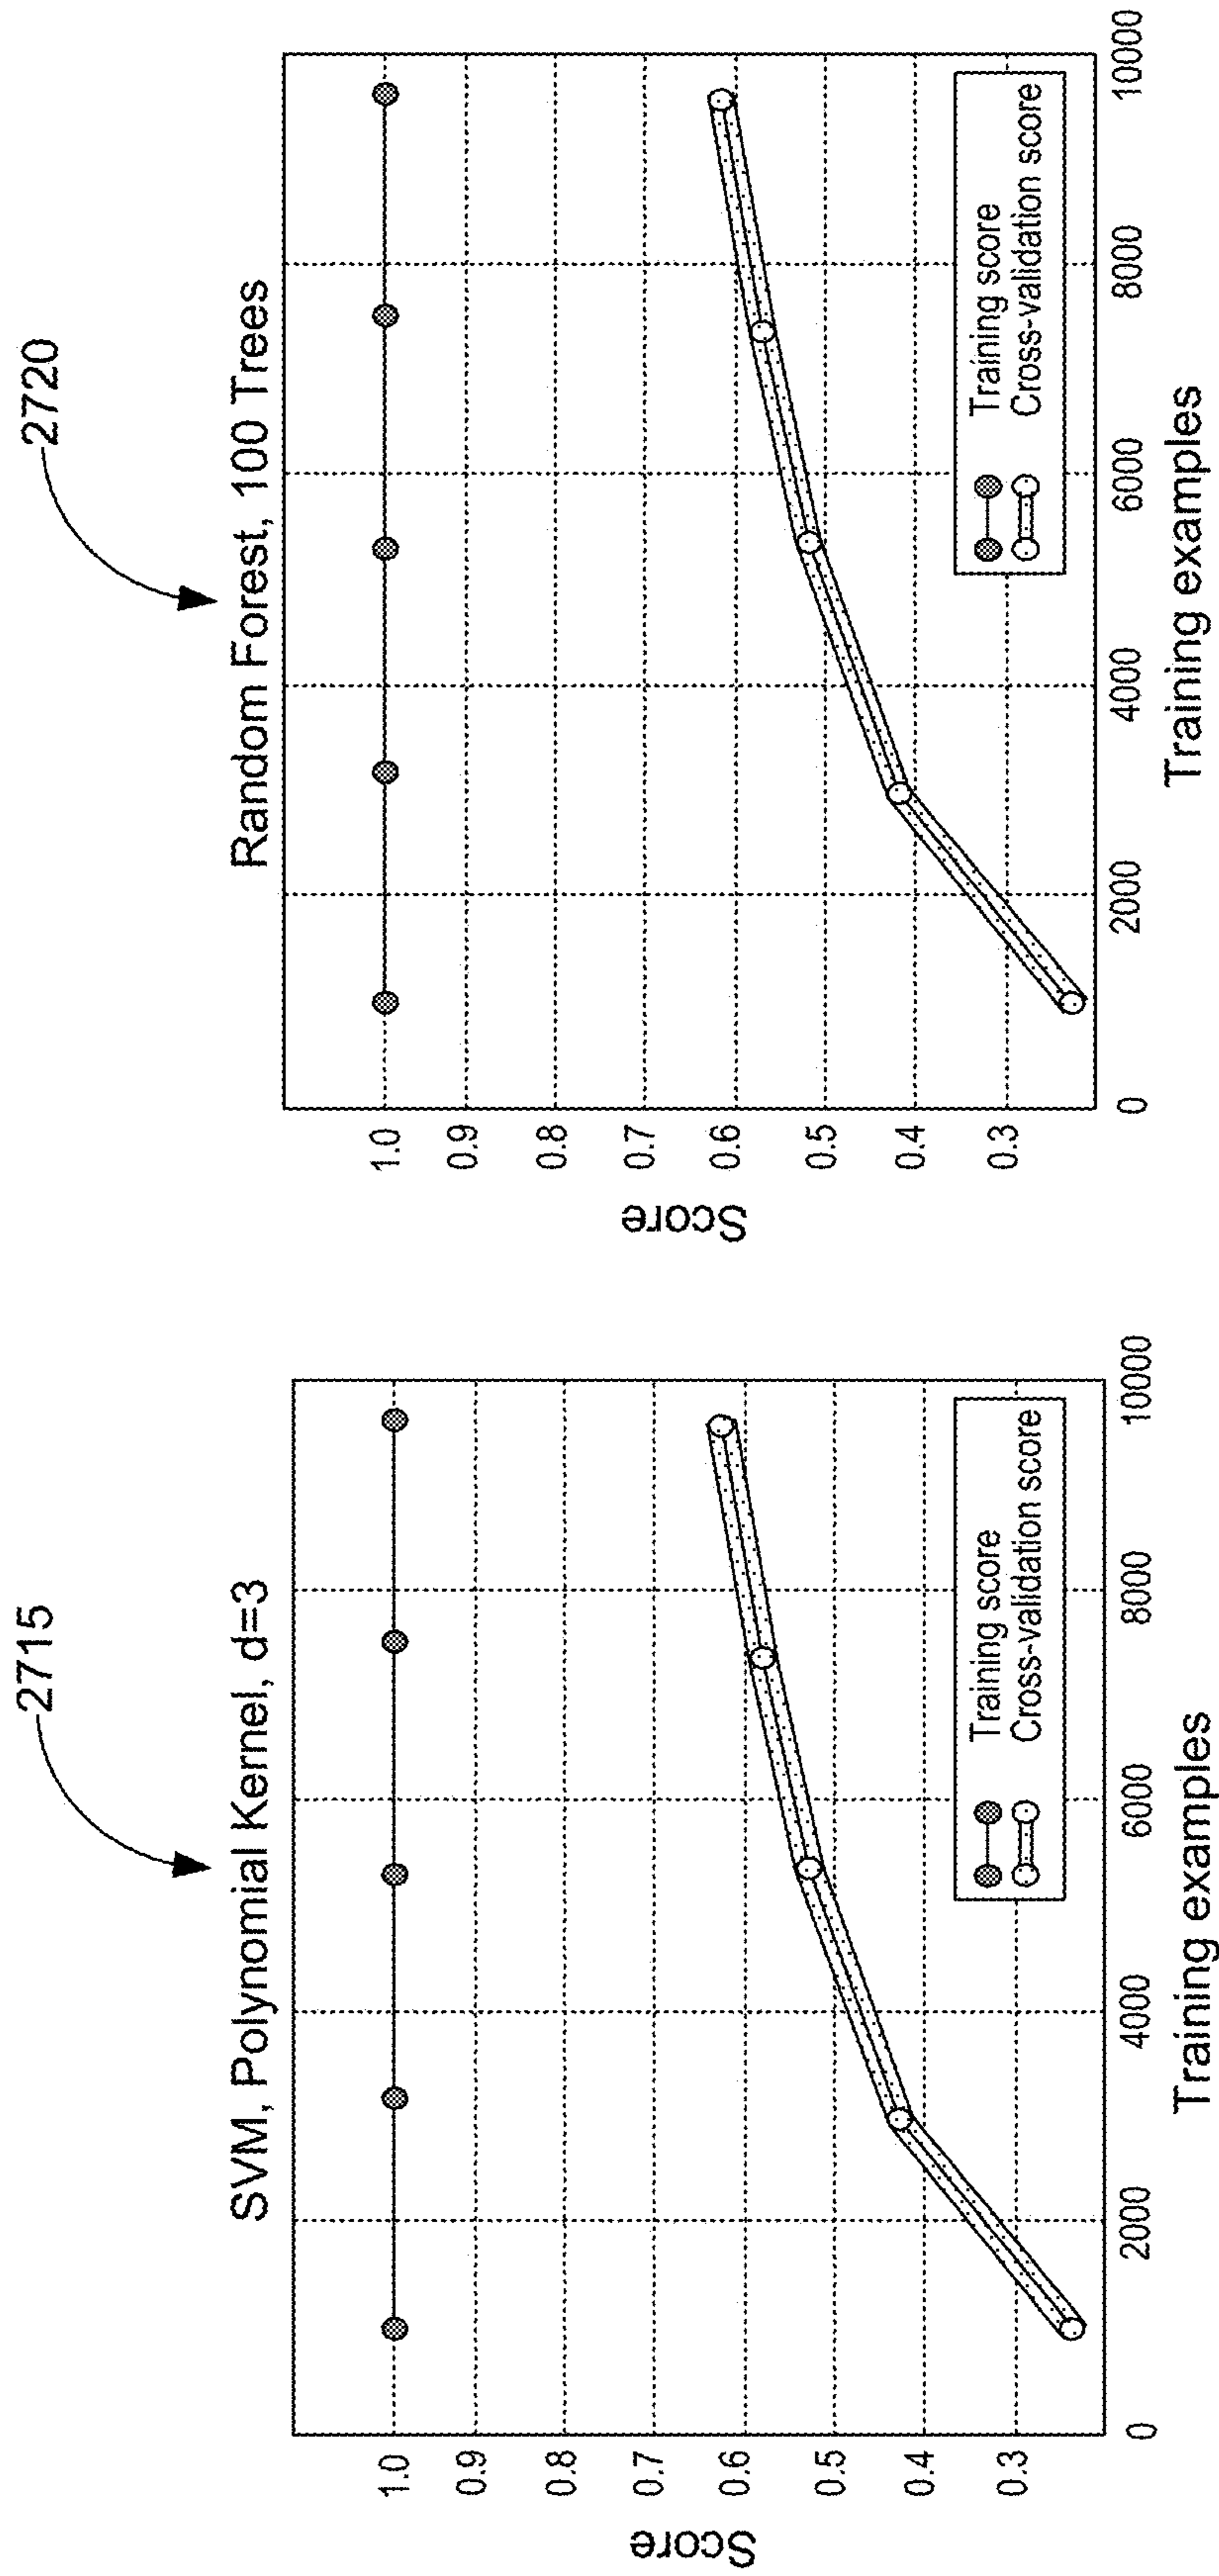 2715
SVM, Polynomial Kernel, d=3
Score
1.0
0.9
0.8
0.7
0.6
0.5
0.4
0.3
0 2000 4000 6000 8000 10000
Training examples
Training score
Cross-validation score
2720
Random Forest, 100 Trees
Score
1.0
0.9
0.8
0.7
0.6
0.5
0.4
0.3
0 2000 4000 6000 8000 10000
Training examples
Training score
Cross-validation score